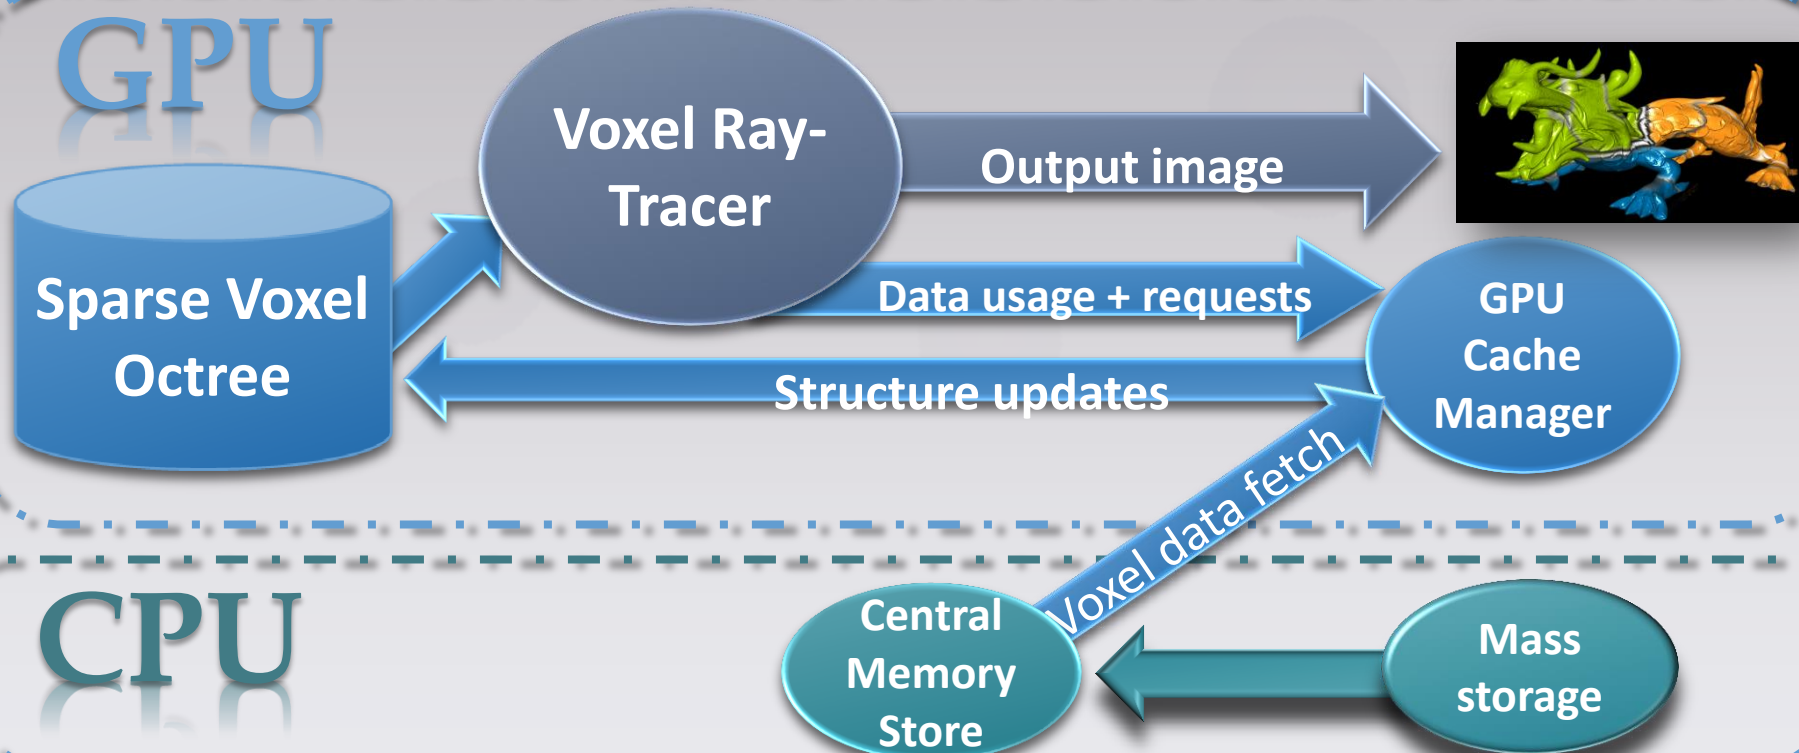 GPU
Voxel Ray-
Tracer
Output image
Sparse Voxel
Octree
Data usage + requests
GPU
Cache
Manager
Structure updates
Voxel data fetch
CPU
Central
Memory
Store
Mass
storage